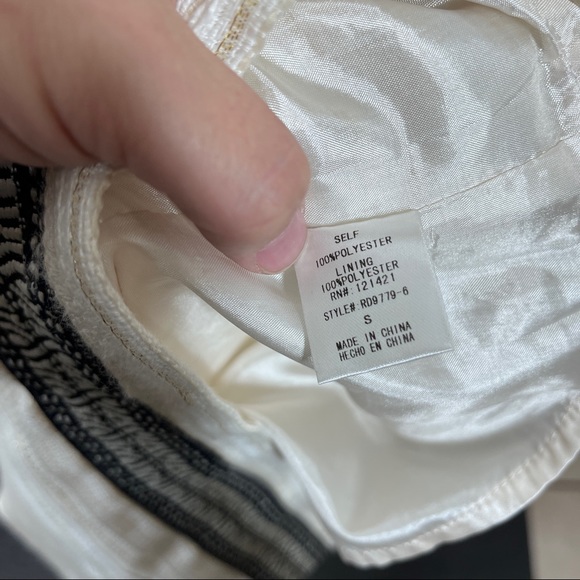 SELF
100%POLYESTER
LINING
100%POLYESTER
RN#:121421
STYLE#:RD9779-6
S
MADE IN CHINA
HECHO EN CHINA